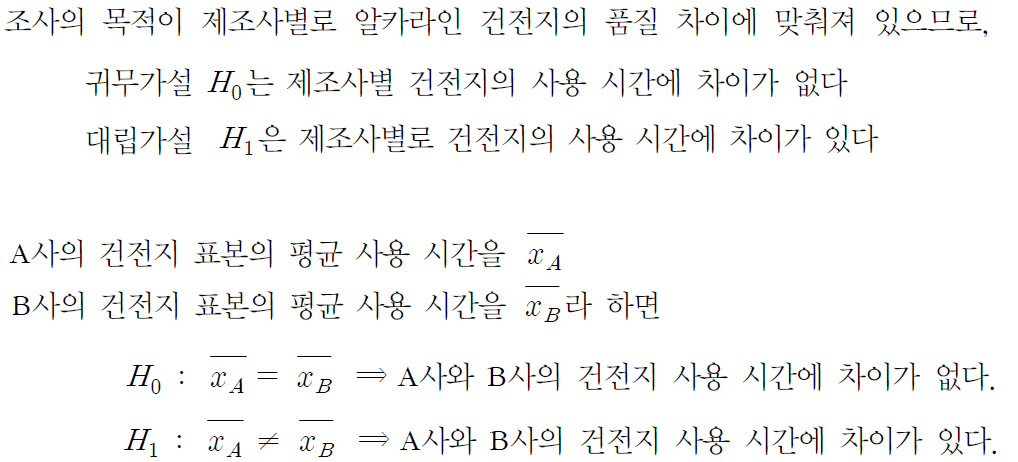 조사의 목적이 제조사별로 알카라인 건전지의 품질 차이에 맞춰져 있으므로,
귀무가설 H₀는 제조사별 건전지의 사용 시간에 차이가 없다
대립가설 H₁은 제조사별로 건전지의 사용 시간에 차이가 있다
A사의 건전지 표본의 평균 사용 시간을 x̅_A
B사의 건전지 표본의 평균 사용 시간을 x̅_B라 하면
H₀ : x̅_A = x̅_B ⟹ A사와 B사의 건전지 사용 시간에 차이가 없다.
H₁ : x̅_A ≠ x̅_B ⟹ A사와 B사의 건전지 사용 시간에 차이가 있다.